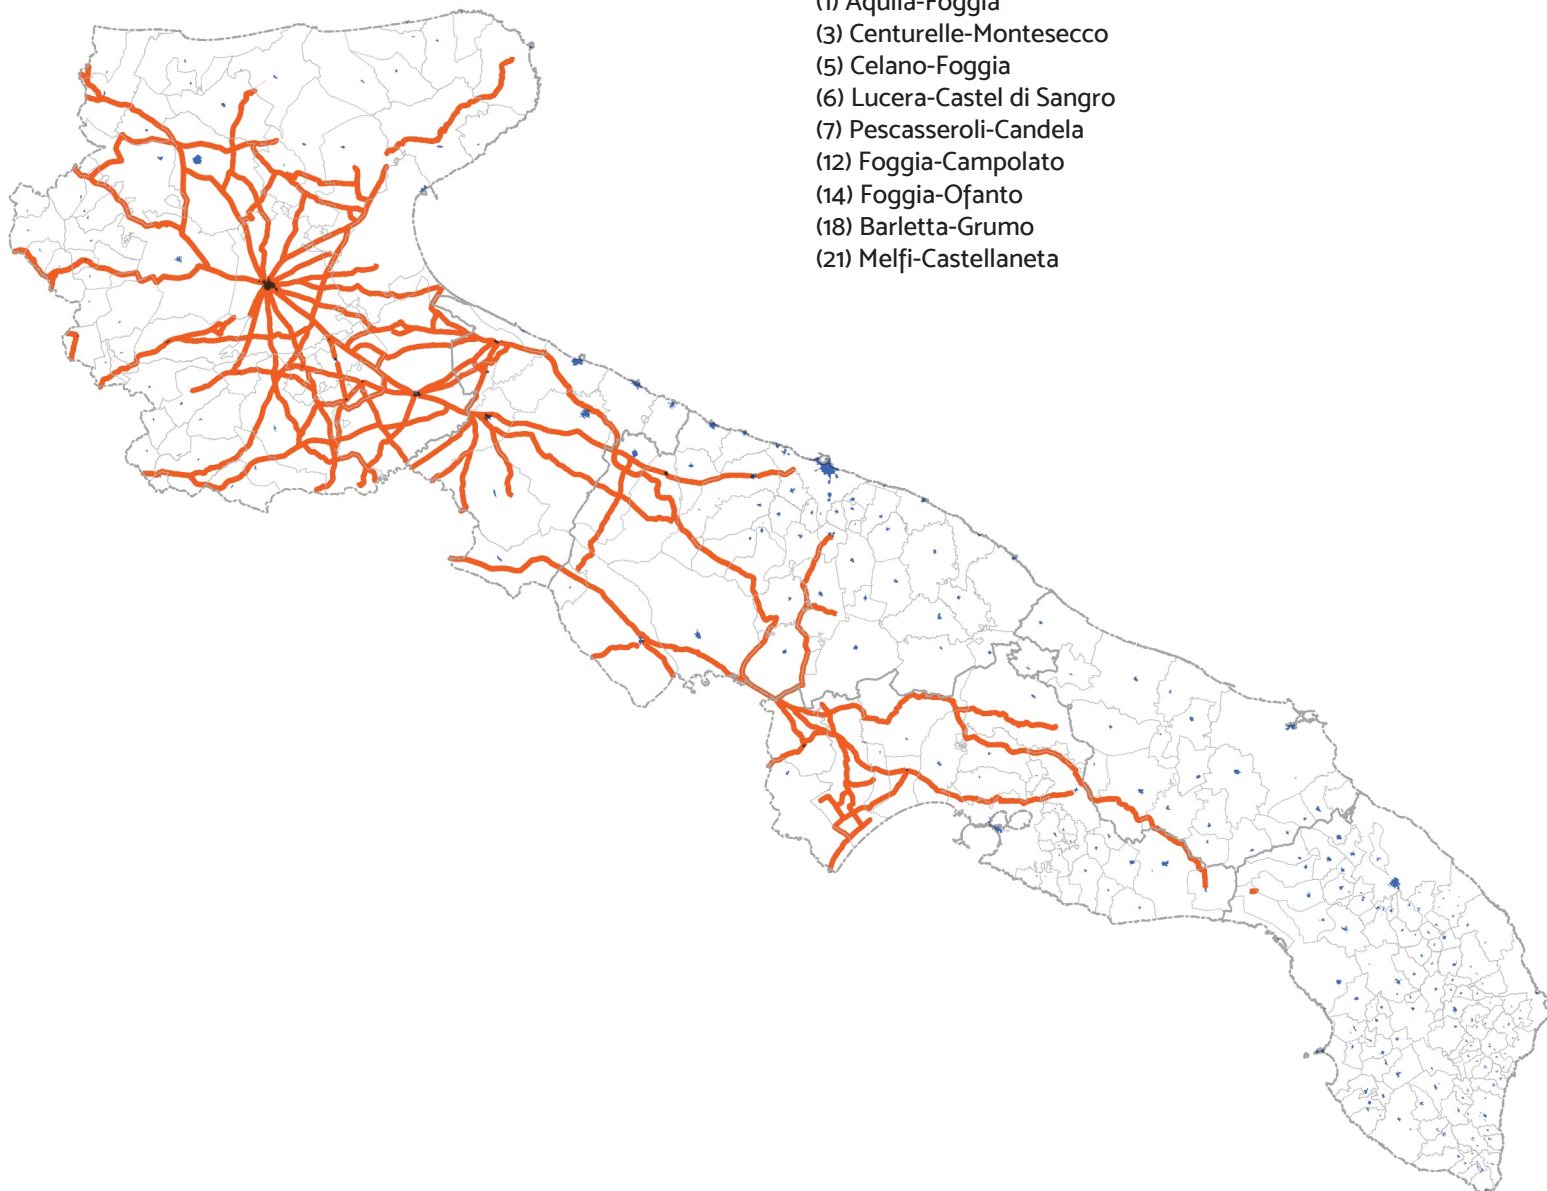 (1) Aquila-Foggia
(3) Centurelle-Montesecco
(5) Celano-Foggia
(6) Lucera-Castel di Sangro
(7) Pescasseroli-Candela
(12) Foggia-Campolato
(14) Foggia-Ofanto
(18) Barletta-Grumo
(21) Melfi-Castellaneta